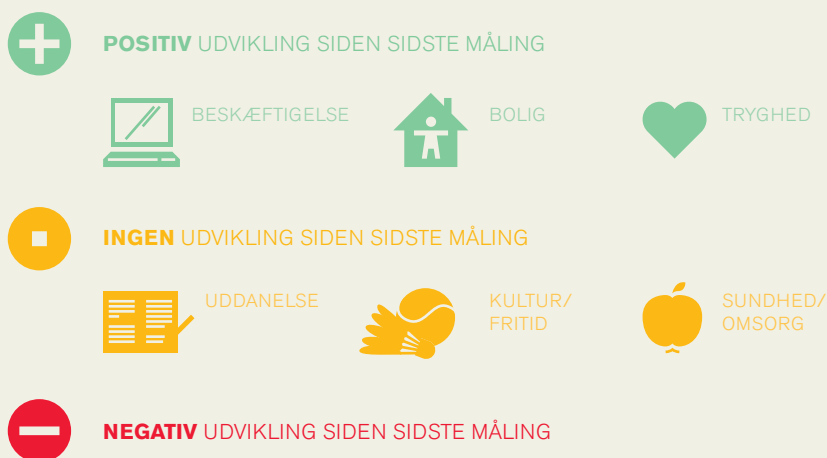 POSITIV UDVIKLING SIDEN SIDSTE MÅLING
BESKÆFTIGELSE
BOLIG
TRYGHED
INGEN UDVIKLING SIDEN SIDSTE MÅLING
UDDANELSE
KULTUR/
FRITID
SUNDHED/
OMSORG
NEGATIV UDVIKLING SIDEN SIDSTE MÅLING